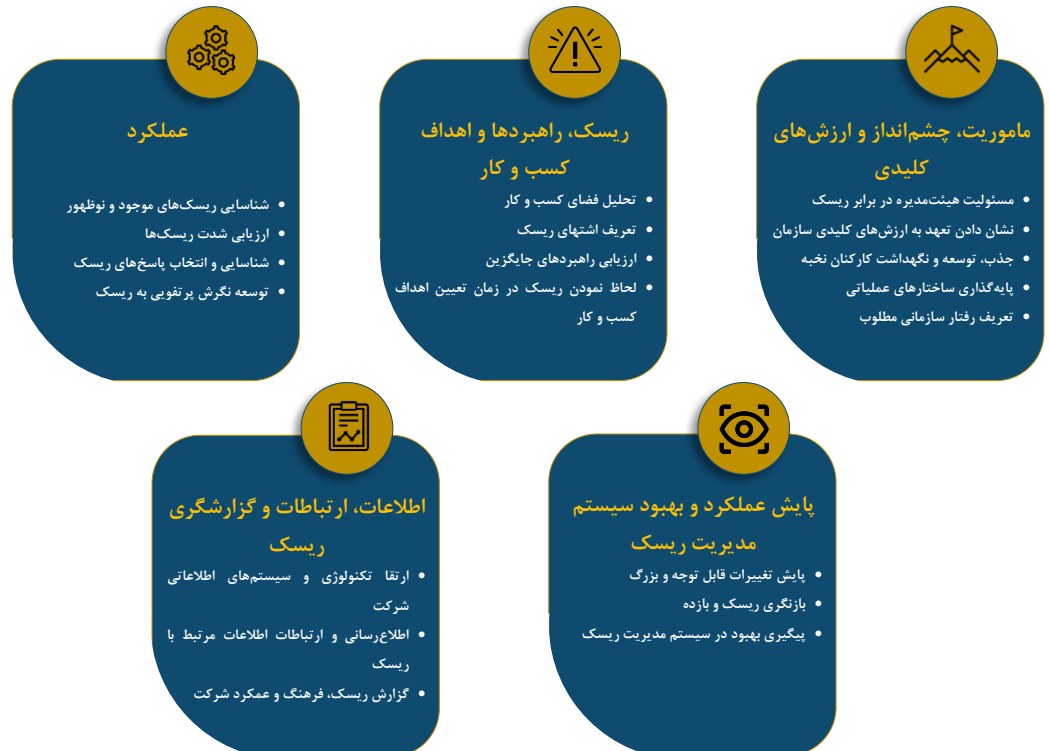 ماموریت، چشم‌انداز و ارزش‌های
کلیدی
• مسئولیت هیئت‌مدیره در برابر ریسک
• نشان دادن تعهد به ارزش‌های کلیدی سازمان
• جذب، توسعه و نگهداشت کارکنان نخبه
• پایه‌گذاری ساختارهای عملیاتی
• تعریف رفتار سازمانی مطلوب
ریسک، راهبردها و اهداف
کسب و کار
• تحلیل فضای کسب و کار
• تعریف اشتهای ریسک
• ارزیابی راهبردهای جایگزین
• لحاظ نمودن ریسک در زمان تعیین اهداف
کسب و کار
عملکرد
• شناسایی ریسک‌های موجود و نوظهور
• ارزیابی شدت ریسک‌ها
• شناسایی و انتخاب پاسخ‌های ریسک
• توسعه نگرش پرتفویی به ریسک
پایش عملکرد و بهبود سیستم
مدیریت ریسک
• پایش تغییرات قابل توجه و بزرگ
• بازنگری ریسک و بازده
• پیگیری بهبود در سیستم مدیریت ریسک
اطلاعات، ارتباطات و گزارشگری
ریسک
• ارتقا تکنولوژی و سیستم‌های اطلاعاتی
شرکت
• اطلاع‌رسانی و ارتباطات اطلاعات مرتبط با
ریسک
• گزارش ریسک، فرهنگ و عمکرد شرکت